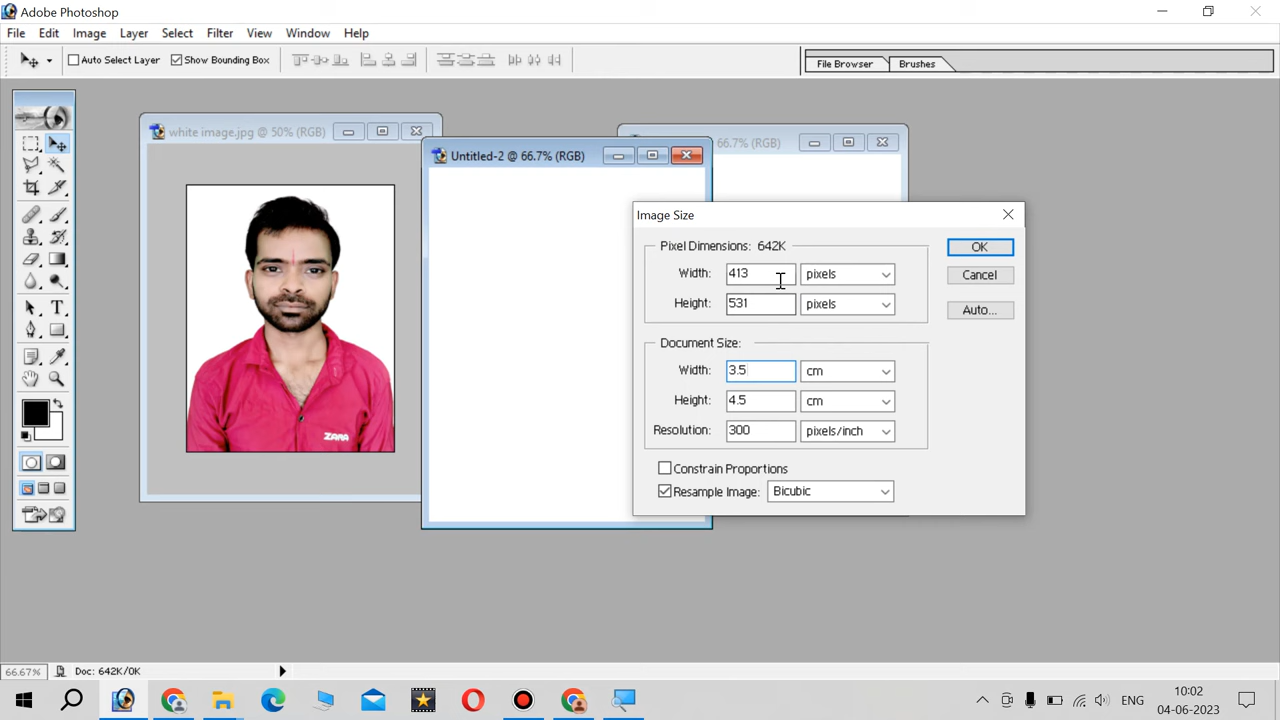 Adobe Photoshop
File Edit Image Layer Select Filter View Window Help
Auto Select Layer Show Bounding Box File Browser Brushes
white image.jpg @ 50% (RGB)
66.7% (RGB)
Untitled-2 @ 66.7% (RGB)
Image Size
Pixel Dimensions: 642K
OK
Width: 413 pixels
Cancel
Height: 531 pixels
Auto...
Document Size:
Width: 3.5 cm
Height: 4.5 cm
Resolution: 300 pixels/inch
Constrain Proportions
Resample Image: Bicubic
ZARA
T
66.67% Doc: 642K/0K
ENG
10:02
04-06-2023